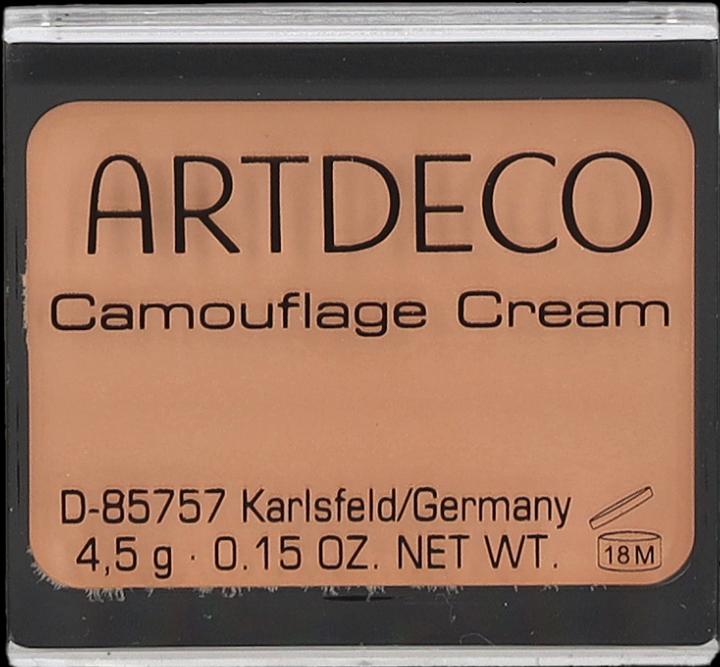 ARTDECO
Camouflage Cream
D-85757 Karlsfeld/Germany
4,5 g · 0.15 OZ. NET WT.
18M